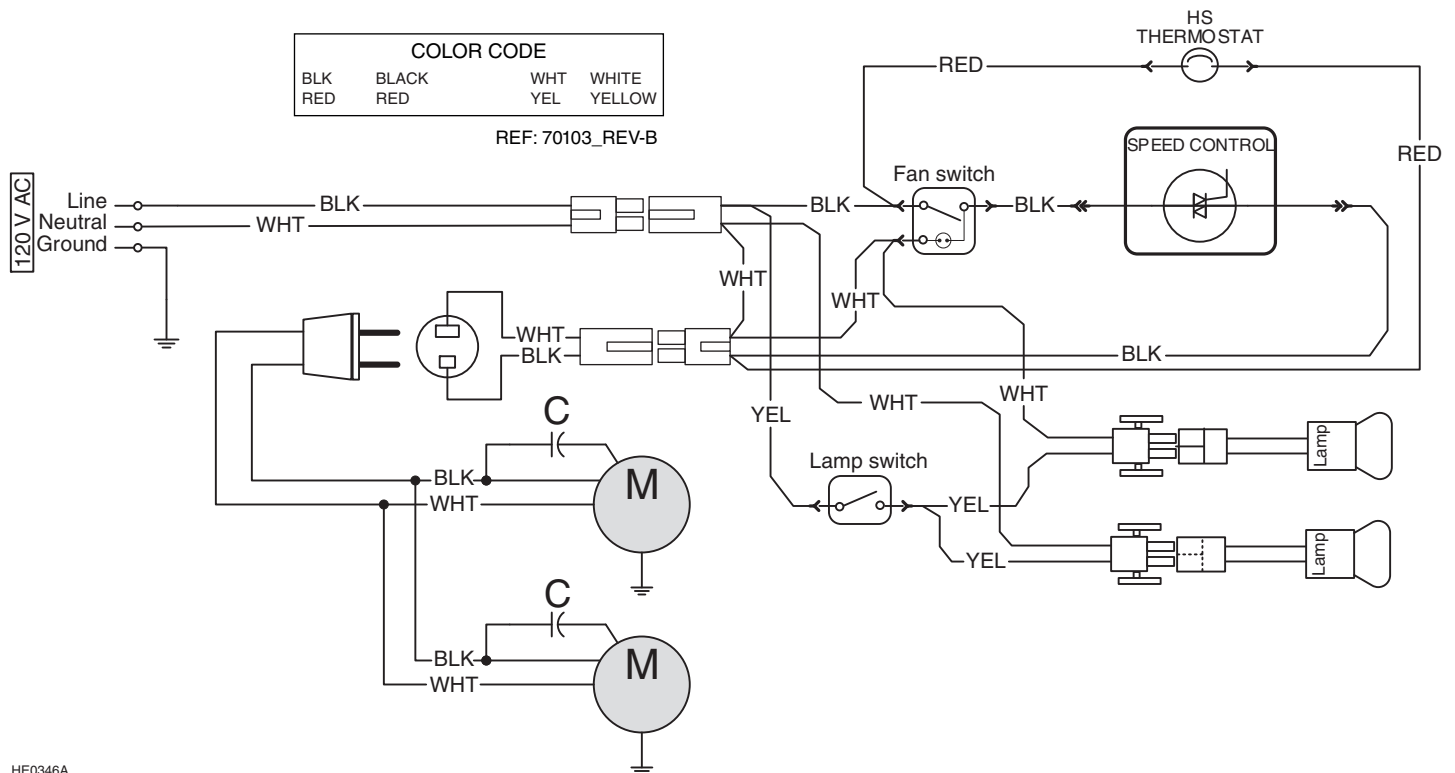 HS
THERMOSTAT
COLOR CODE
BLK BLACK WHT WHITE
RED RED YEL YELLOW
REF: 70103_REV-B
RED
RED
SPEED CONTROL
Fan switch
120 V AC
Line
Neutral
Ground
BLK
WHT
BLK
BLK
WHT
WHT
WHT
BLK
BLK
YEL
WHT
WHT
Lamp
C
BLK
WHT
M
Lamp switch
YEL
YEL
Lamp
C
BLK
WHT
M
HE0346A